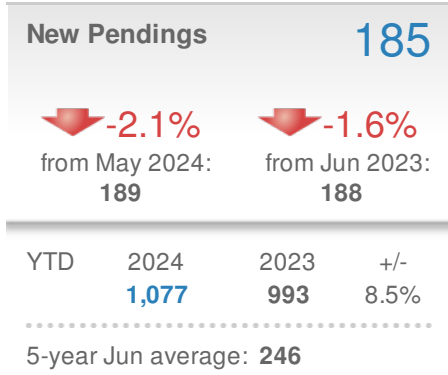 New Pendings 185
-2.1% -1.6%
from May 2024: from Jun 2023:
189 188
YTD 2024 2023 +/-
1,077 993 8.5%
5-year Jun average: 246